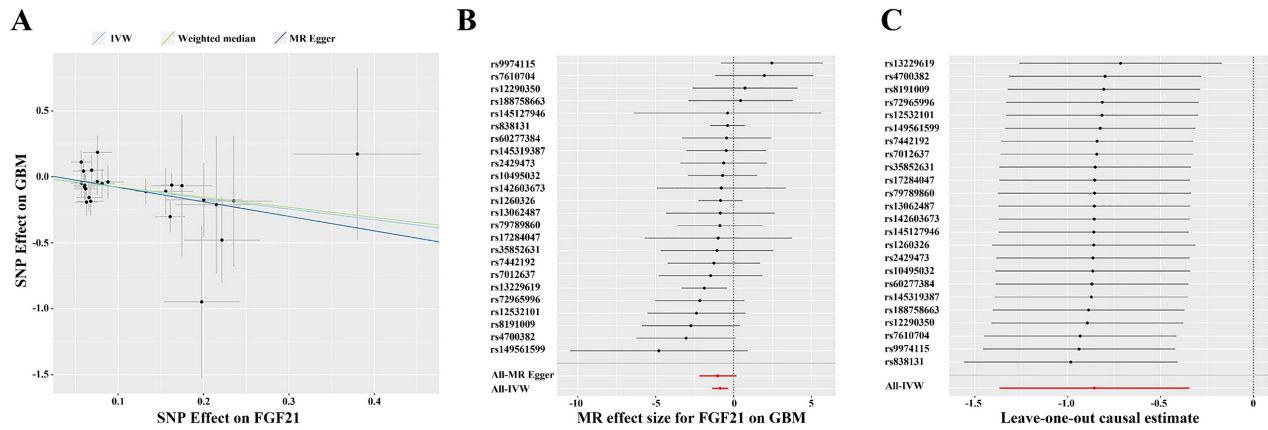 A
IVW
Weighted median
MR Egger
SNP Effect on GBM
0.5
0.0
-0.5
-1.0
-1.5
0.1
0.2
0.3
0.4
SNP Effect on FGF21
B
rs9974115
rs7610704
rs12290350
rs188758663
rs145127946
rs838131
rs60277384
rs145319387
rs2429473
rs10495032
rs142603673
rs1260326
rs13062487
rs79789860
rs17284047
rs35852631
rs7442192
rs7012637
rs13229619
rs72965996
rs12532101
rs8191009
rs4700382
rs149561599
All-MR Egger
All-IVW
-10
-5
0
5
MR effect size for FGF21 on GBM
C
rs13229619
rs4700382
rs8191009
rs72965996
rs12532101
rs149561599
rs7442192
rs7012637
rs35852631
rs17284047
rs79789860
rs13062487
rs142603673
rs145127946
rs1260326
rs2429473
rs10495032
rs60277384
rs145319387
rs188758663
rs12290350
rs7610704
rs9974115
rs838131
All-IVW
-1.5
-1.0
-0.5
0
Leave-one-out causal estimate